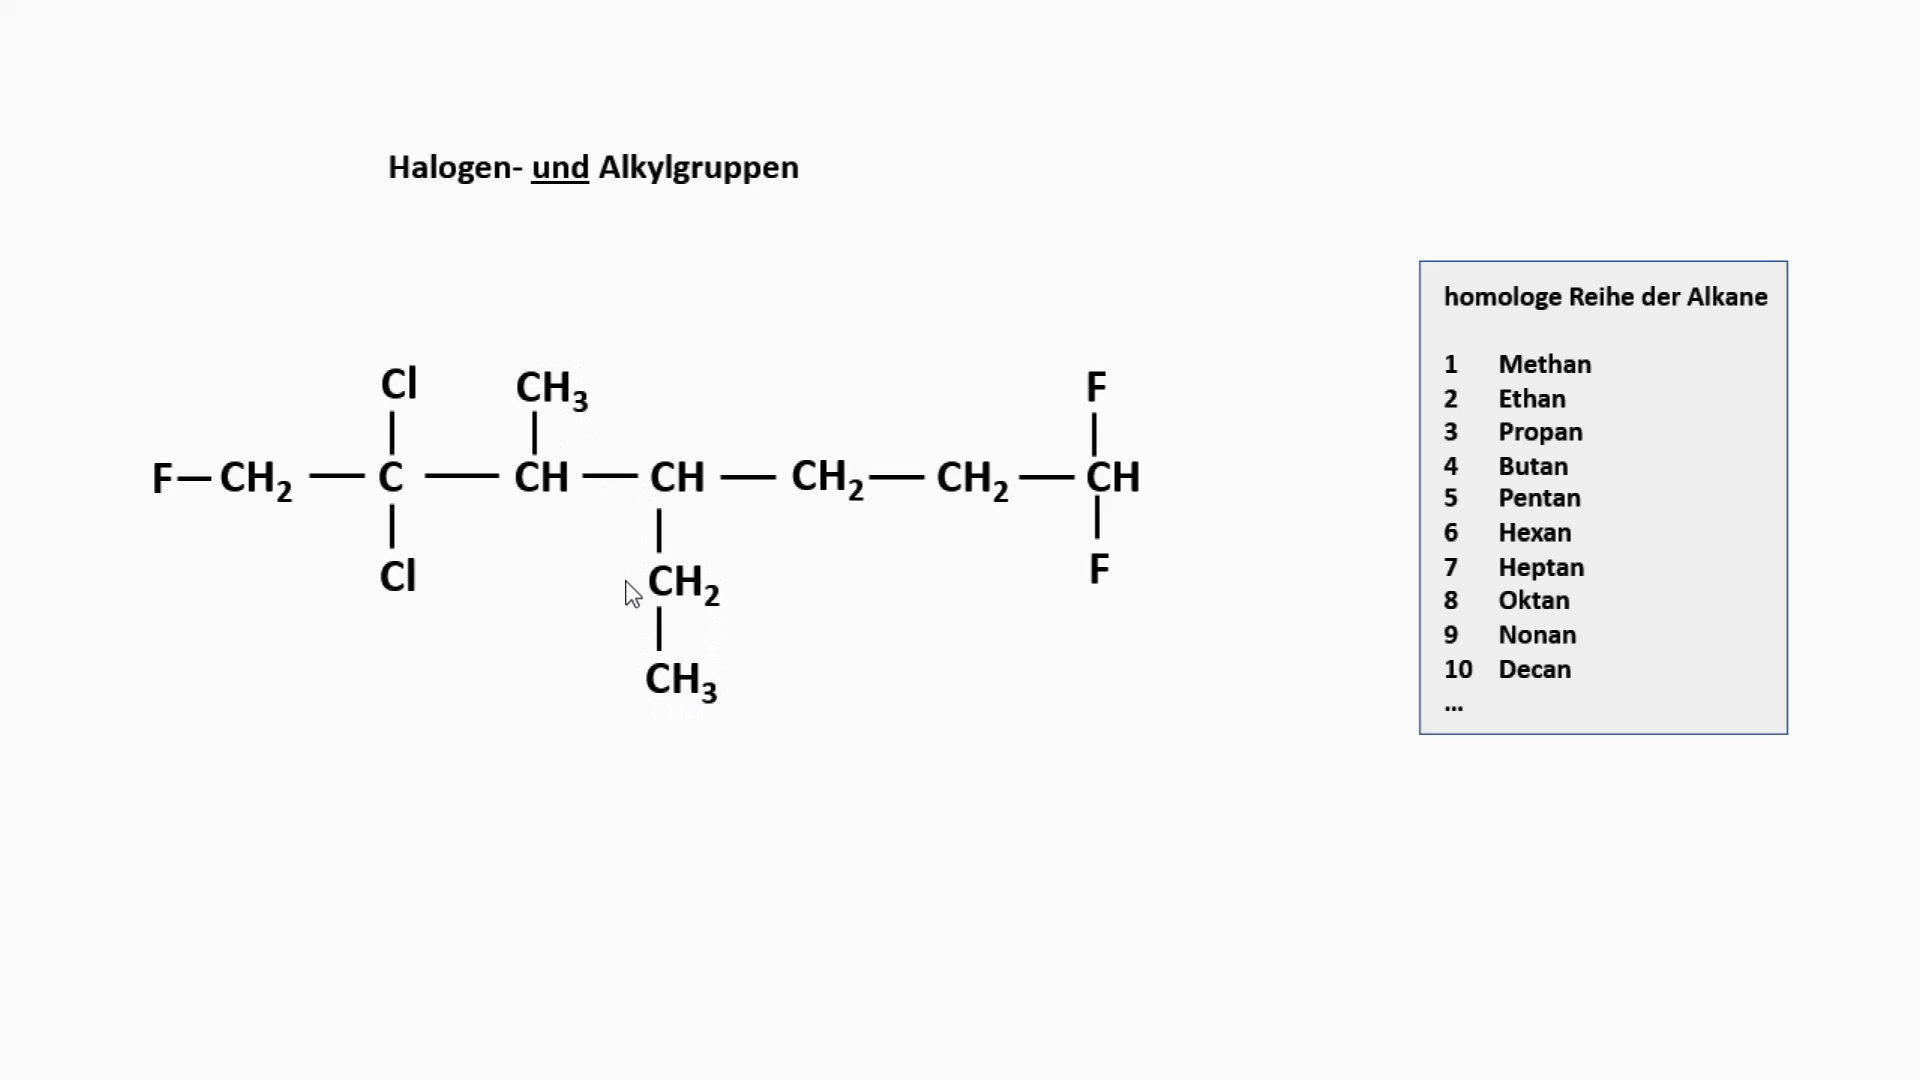 Halogen- und Alkylgruppen
Cl CH₃ F
F—CH₂ — C — CH — CH — CH₂ — CH₂ — CH
Cl CH₂ F
CH₃
homologe Reihe der Alkane
1 Methan
2 Ethan
3 Propan
4 Butan
5 Pentan
6 Hexan
7 Heptan
8 Oktan
9 Nonan
10 Decan
...